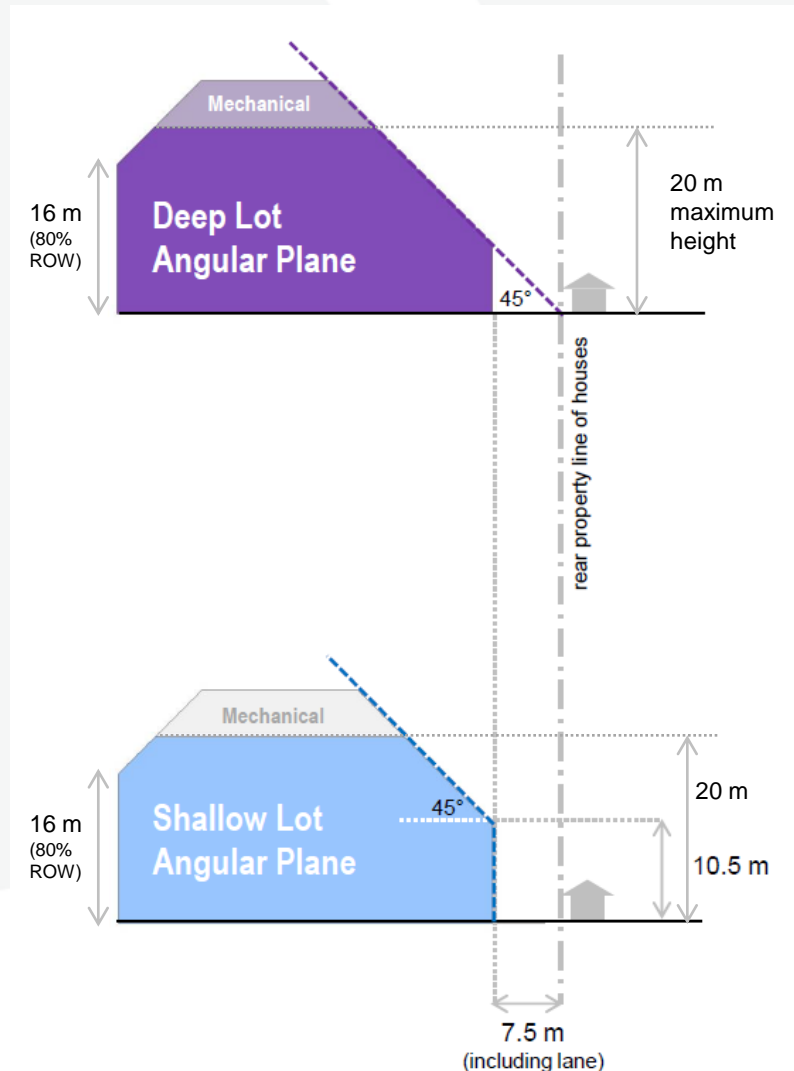 Mechanical
16 m
(80%
ROW)
Deep Lot
Angular Plane
20 m
maximum
height
45°
rear property line of houses
Mechanical
45°
16 m
(80%
ROW)
Shallow Lot
Angular Plane
20 m
10.5 m
7.5 m
(including lane)